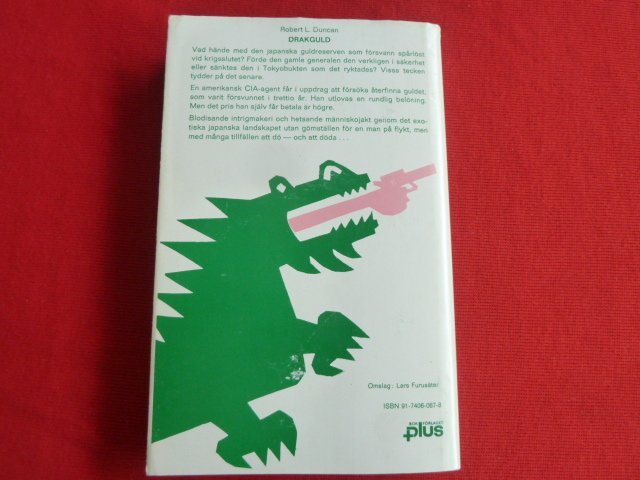 Robert L. Duncan
DRAKGULD
Vad hände med den japanska guldreserven som försvann spårlöst
vid krigsslutet? Förde den gamle generalen den verkligen i säkerhet
eller sänktes den i Tokyobukten som det ryktades? Vissa tecken
tydder på det senare.
En amerikansk CIA-agent får i uppdrag att försöka återfinna guldet,
som varit försvunnet i trettio år. Han utlovas en rundlig belöning.
Men det pris han själv får betala är högre.
Blodisande intrigmakeri och hetsande människojakt genom det exo-
tiska japanska landskapet utan gömställen för en man på flykt, men
med många tillfällen att dö — och att döda . . .
Omslag: Lars Furusäter
ISBN 91-7406-067-8
BOKFÖRLAGET
plus